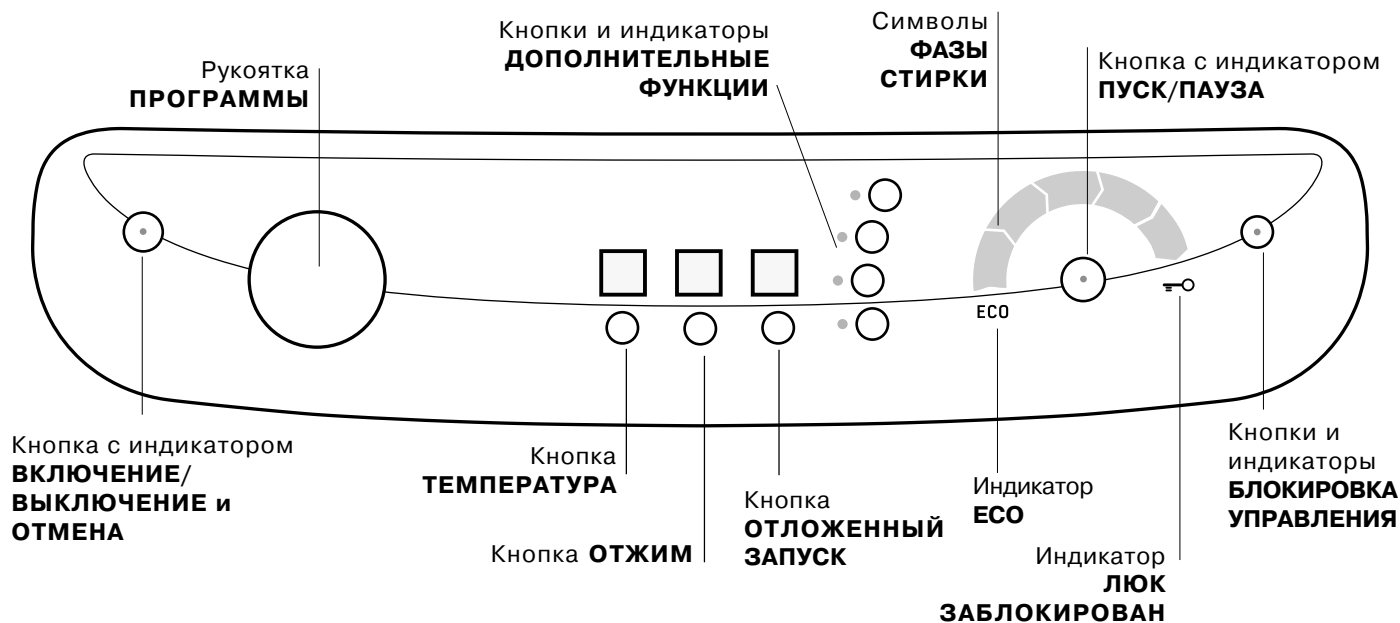 Рукоятка
ПРОГРАММЫ
Кнопки и индикаторы
ДОПОЛНИТЕЛЬНЫЕ
ФУНКЦИИ
Символы
ФАЗЫ
СТИРКИ
Кнопка с индикатором
ПУСК/ПАУЗА
ECO
Кнопка с индикатором
ВКЛЮЧЕНИЕ/
ВЫКЛЮЧЕНИЕ и
ОТМЕНА
Кнопка
ТЕМПЕРАТУРА
Кнопка ОТЖИМ
Кнопка
ОТЛОЖЕННЫЙ
ЗАПУСК
Индикатор
ECO
Индикатор
ЛЮК
ЗАБЛОКИРОВАН
Кнопки и
индикаторы
БЛОКИРОВКА
УПРАВЛЕНИЯ